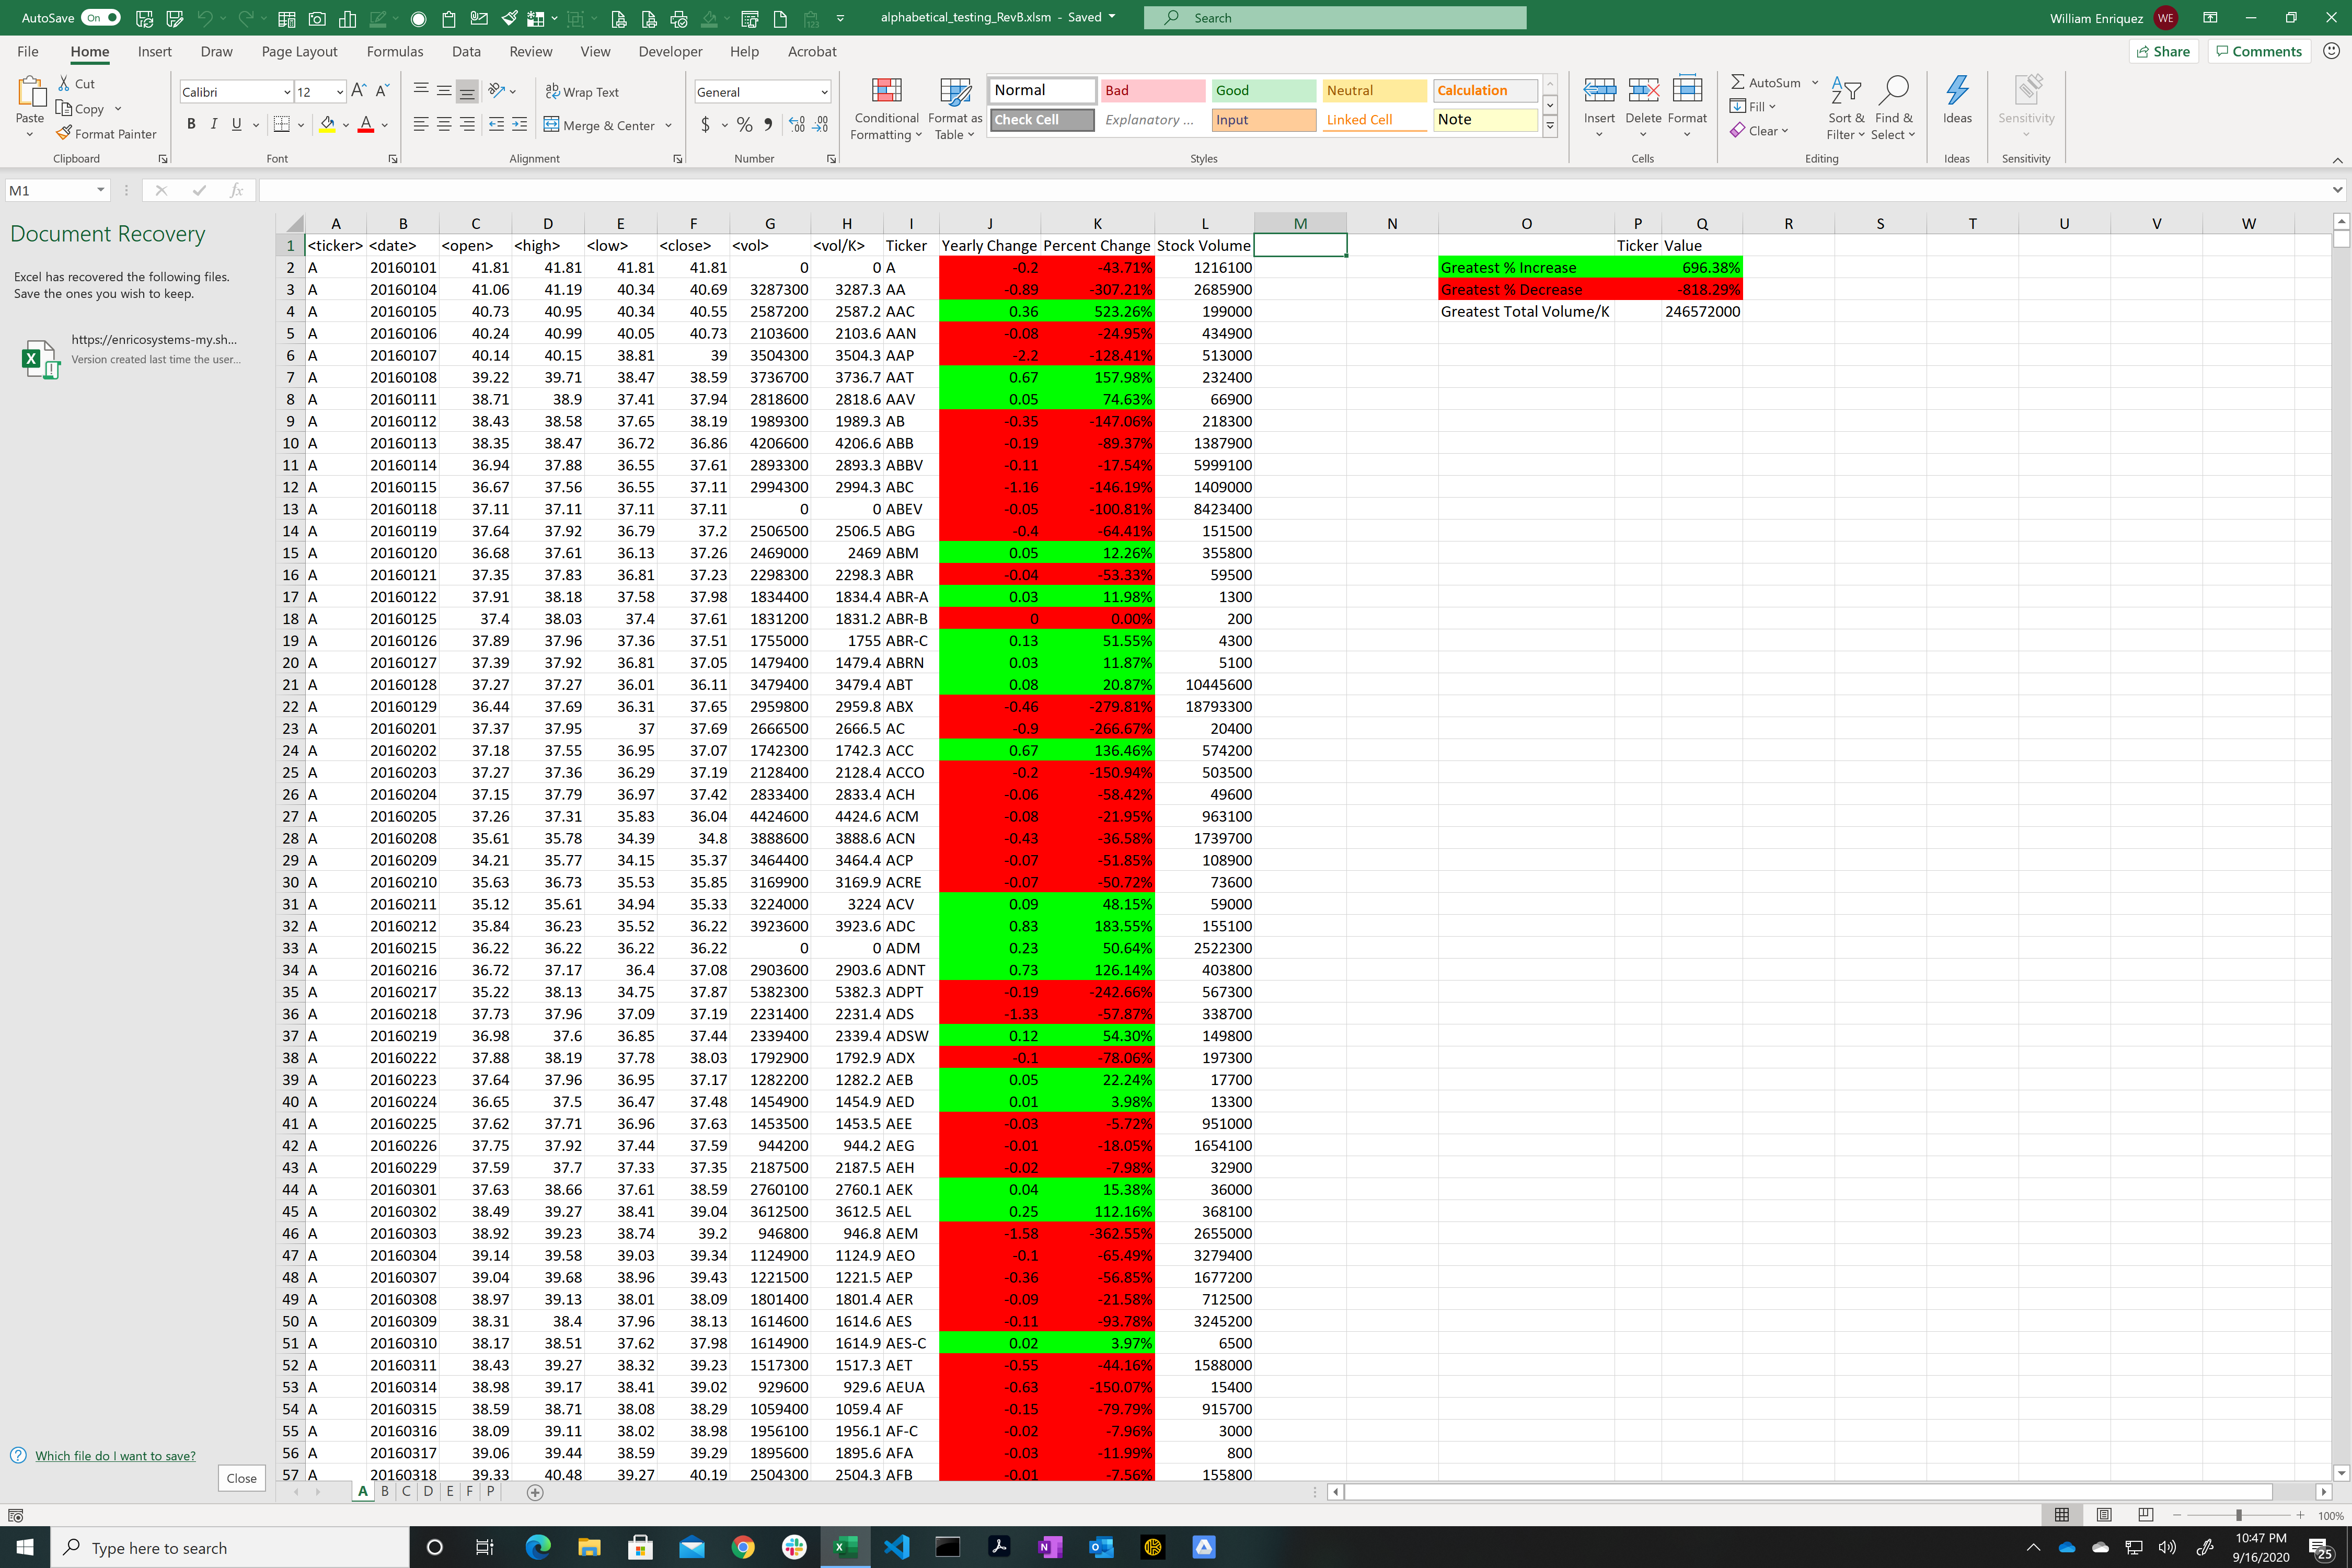 AutoSave On alphabetical_testing_RevB.xlsm - Saved Search William Enriquez WE
File Home Insert Draw Page Layout Formulas Data Review View Developer Help Acrobat Share Comments
Paste Cut Copy Format Painter Clipboard
Calibri 12 B I U A Font
Wrap Text Merge & Center Alignment
General $ % Number
Conditional Formatting Format as Table
Normal Bad Good Neutral Calculation
Check Cell Explanatory ... Input Linked Cell Note
Styles
Insert Delete Format Cells
AutoSum Fill Clear Sort & Filter Find & Select Editing
Ideas Ideas
Sensitivity Sensitivity
M1 fx
Document Recovery
Excel has recovered the following files.
Save the ones you wish to keep.
https://enricosystems-my.sh...
Version created last time the user...
Which file do I want to save?
Close
A B C D E F G H I J K L M N O P Q R S T U V W
1 <ticker> <date> <open> <high> <low> <close> <vol> <vol/K> Ticker Yearly Change Percent Change Stock Volume Ticker Value
2 A 20160101 41.81 41.81 41.81 41.81 0 0 A -0.2 -43.71% 1216100 Greatest % Increase 696.38%
3 A 20160104 41.06 41.19 40.34 40.69 3287300 3287.3 AA -0.89 -307.21% 2685900 Greatest % Decrease -818.29%
4 A 20160105 40.73 40.95 40.34 40.55 2587200 2587.2 AAC 0.36 523.26% 199000 Greatest Total Volume/K 246572000
5 A 20160106 40.24 40.99 40.05 40.73 2103600 2103.6 AAN -0.08 -24.95% 434900
6 A 20160107 40.14 40.15 38.81 39 3504300 3504.3 AAP -2.2 -128.41% 513000
7 A 20160108 39.22 39.71 38.47 38.59 3736700 3736.7 AAT 0.67 157.98% 232400
8 A 20160111 38.71 38.9 37.41 37.94 2818600 2818.6 AAV 0.05 74.63% 66900
9 A 20160112 38.43 38.58 37.65 38.19 1989300 1989.3 AB -0.35 -147.06% 218300
10 A 20160113 38.35 38.47 36.72 36.86 4206600 4206.6 ABB -0.19 -89.37% 1387900
11 A 20160114 36.94 37.88 36.55 37.61 2893300 2893.3 ABBV -0.11 -17.54% 5999100
12 A 20160115 36.67 37.56 36.55 37.11 2994300 2994.3 ABC -1.16 -146.19% 1409000
13 A 20160118 37.11 37.11 37.11 37.11 0 0 ABEV -0.05 -100.81% 8423400
14 A 20160119 37.64 37.92 36.79 37.2 2506500 2506.5 ABG -0.4 -64.41% 151500
15 A 20160120 36.68 37.61 36.13 37.26 2469000 2469 ABM 0.05 12.26% 355800
16 A 20160121 37.35 37.83 36.81 37.23 2298300 2298.3 ABR -0.04 -53.33% 59500
17 A 20160122 37.91 38.18 37.58 37.98 1834400 1834.4 ABR-A 0.03 11.98% 1300
18 A 20160125 37.4 38.03 37.4 37.61 1831200 1831.2 ABR-B 0 0.00% 200
19 A 20160126 37.89 37.96 37.36 37.51 1755000 1755 ABR-C 0.13 51.55% 4300
20 A 20160127 37.39 37.92 36.81 37.05 1479400 1479.4 ABRN 0.03 11.87% 5100
21 A 20160128 37.27 37.27 36.01 36.11 3479400 3479.4 ABT 0.08 20.87% 10445600
22 A 20160129 36.44 37.69 36.31 37.65 2959800 2959.8 ABX -0.46 -279.81% 18793300
23 A 20160201 37.37 37.95 37 37.69 2666500 2666.5 AC -0.9 -266.67% 20400
24 A 20160202 37.18 37.55 36.95 37.07 1742300 1742.3 ACC 0.67 136.46% 574200
25 A 20160203 37.27 37.36 36.29 37.19 2128400 2128.4 ACCO -0.2 -150.94% 503500
26 A 20160204 37.15 37.79 36.97 37.42 2833400 2833.4 ACH -0.06 -58.42% 49600
27 A 20160205 37.26 37.31 35.83 36.04 4424600 4424.6 ACM -0.08 -21.95% 963100
28 A 20160208 35.61 35.78 34.39 34.8 3888600 3888.6 ACN -0.43 -36.58% 1739700
29 A 20160209 34.21 35.77 34.15 35.37 3464400 3464.4 ACP -0.07 -51.85% 108900
30 A 20160210 35.63 36.73 35.53 35.85 3169900 3169.9 ACRE -0.07 -50.72% 73600
31 A 20160211 35.12 35.61 34.94 35.33 3224000 3224 ACV 0.09 48.15% 59000
32 A 20160212 35.84 36.23 35.52 36.22 3923600 3923.6 ADC 0.83 183.55% 155100
33 A 20160215 36.22 36.22 36.22 36.22 0 0 ADM 0.23 50.64% 2522300
34 A 20160216 36.72 37.17 36.4 37.08 2903600 2903.6 ADNT 0.73 126.14% 403800
35 A 20160217 35.22 38.13 34.75 37.87 5382300 5382.3 ADPT -0.19 -242.66% 567300
36 A 20160218 37.73 37.96 37.09 37.19 2231400 2231.4 ADS -1.33 -57.87% 338700
37 A 20160219 36.98 37.6 36.85 37.44 2339400 2339.4 ADSW 0.12 54.30% 149800
38 A 20160222 37.88 38.19 37.78 38.03 1792900 1792.9 ADX -0.1 -78.06% 197300
39 A 20160223 37.64 37.96 36.95 37.17 1282200 1282.2 AEB 0.05 22.24% 17700
40 A 20160224 36.65 37.5 36.47 37.48 1454900 1454.9 AED 0.01 3.98% 13300
41 A 20160225 37.62 37.71 36.96 37.63 1453500 1453.5 AEE -0.03 -5.72% 951000
42 A 20160226 37.75 37.92 37.44 37.59 944200 944.2 AEG -0.01 -18.05% 1654100
43 A 20160229 37.59 37.7 37.33 37.35 2187500 2187.5 AEH -0.02 -7.98% 32900
44 A 20160301 37.63 38.66 37.61 38.59 2760100 2760.1 AEK 0.04 15.38% 36000
45 A 20160302 38.49 39.27 38.41 39.04 3612500 3612.5 AEL 0.25 112.16% 368100
46 A 20160303 38.92 39.23 38.74 39.2 946800 946.8 AEM -1.58 -362.55% 2655000
47 A 20160304 39.14 39.58 39.03 39.34 1124900 1124.9 AEO -0.1 -65.49% 3279400
48 A 20160307 39.04 39.68 38.96 39.43 1221500 1221.5 AEP -0.36 -56.85% 1677200
49 A 20160308 38.97 39.13 38.01 38.09 1801400 1801.4 AER -0.09 -21.58% 712500
50 A 20160309 38.31 38.4 37.96 38.13 1614600 1614.6 AES -0.11 -93.78% 3245200
51 A 20160310 38.17 38.51 37.62 37.98 1614900 1614.9 AES-C 0.02 3.97% 6500
52 A 20160311 38.43 39.27 38.32 39.23 1517300 1517.3 AET -0.55 -44.16% 1588000
53 A 20160314 38.98 39.17 38.41 39.02 929600 929.6 AEUA -0.63 -150.07% 15400
54 A 20160315 38.59 38.71 38.08 38.29 1059400 1059.4 AF -0.15 -79.79% 915700
55 A 20160316 38.09 39.11 38.02 38.98 1956100 1956.1 AF-C -0.02 -7.96% 3000
56 A 20160317 39.06 39.44 38.59 39.29 1895600 1895.6 AFA -0.03 -11.99% 800
57 A 20160318 39.33 40.48 39.27 40.19 2504300 2504.3 AFB -0.01 -7.56% 155800
A B C D E F P
100%
Type here to search
10:47 PM
9/16/2020
25